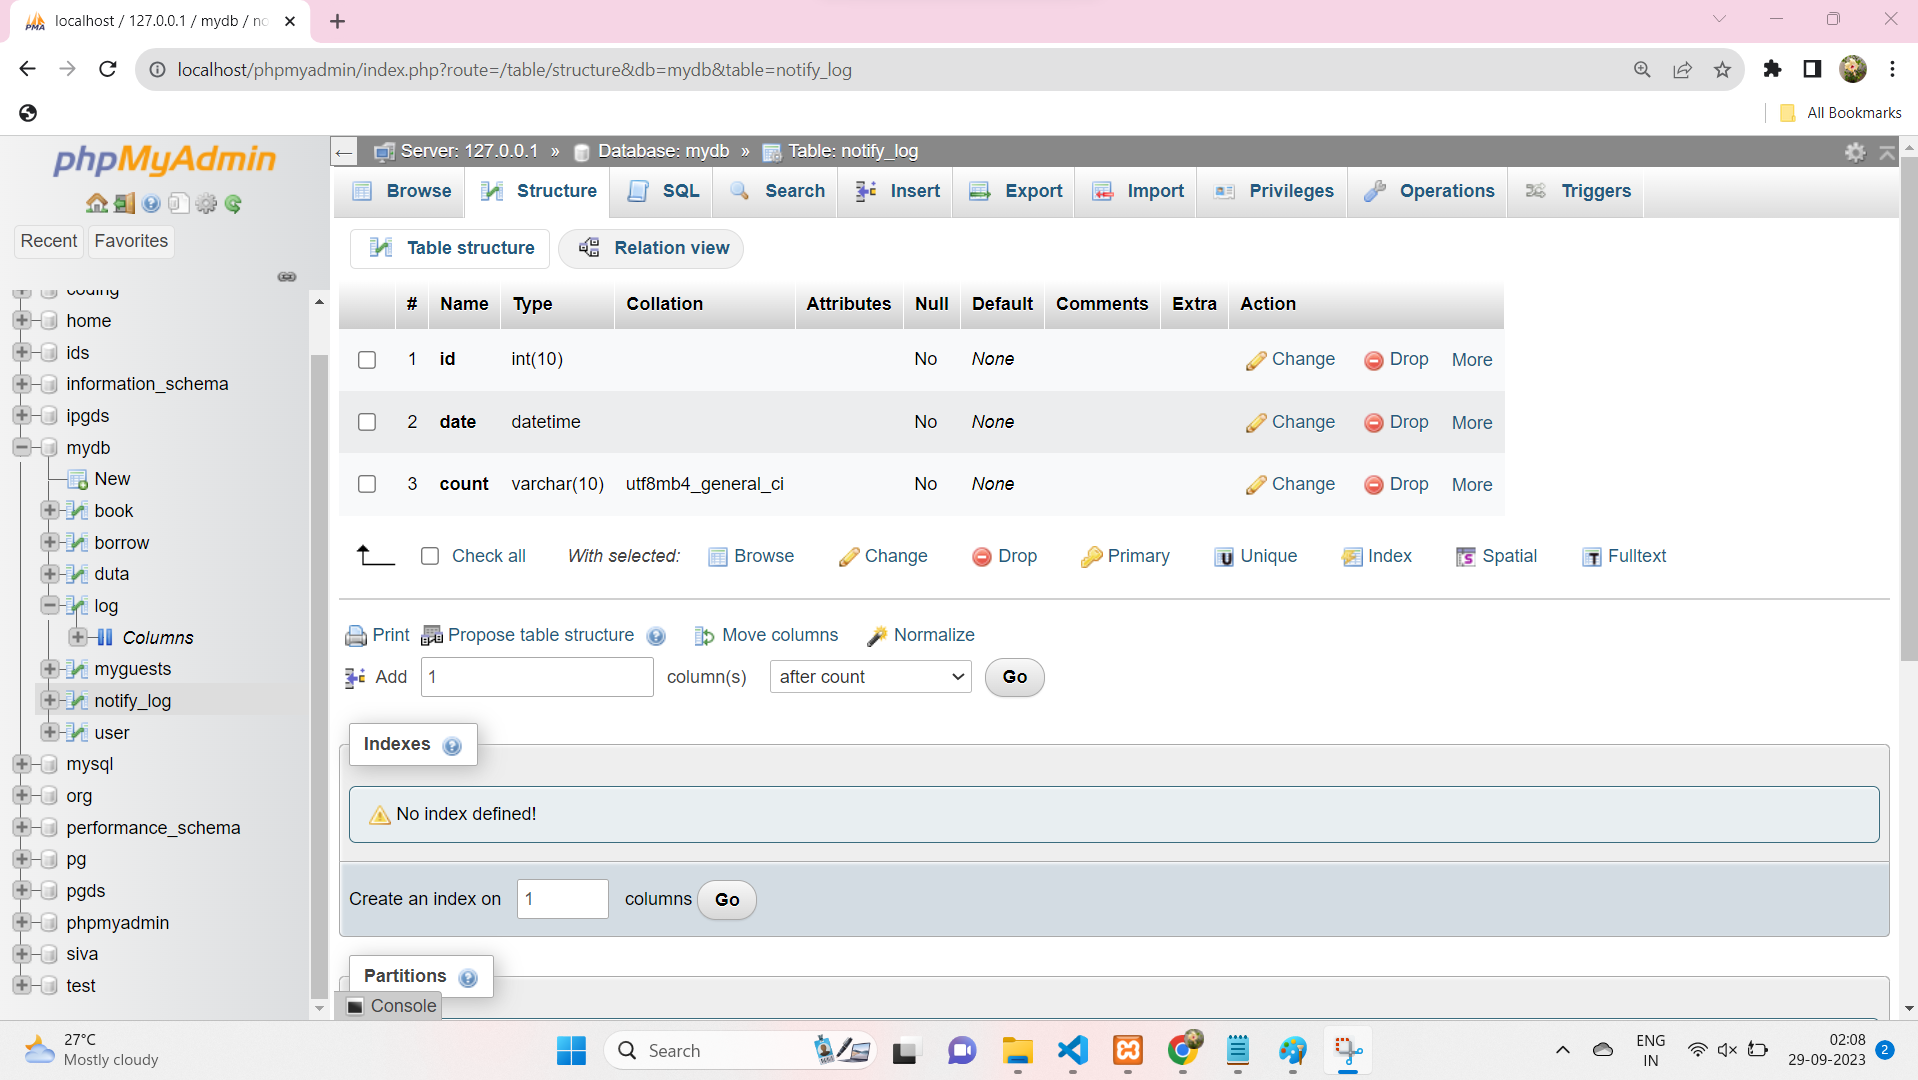 localhost / 127.0.0.1 / mydb / no
localhost/phpmyadmin/index.php?route=/table/structure&db=mydb&table=notify_log
All Bookmarks
phpMyAdmin
Recent Favorites
coding
home
ids
information_schema
ipgds
mydb
New
book
borrow
duta
log
Columns
myguests
notify_log
user
mysql
org
performance_schema
pg
pgds
phpmyadmin
siva
test
Server: 127.0.0.1 » Database: mydb » Table: notify_log
Browse Structure SQL Search Insert Export Import Privileges Operations Triggers
Table structure Relation view
# Name Type Collation Attributes Null Default Comments Extra Action
1 id int(10) No None Change Drop More
2 date datetime No None Change Drop More
3 count varchar(10) utf8mb4_general_ci No None Change Drop More
Check all With selected: Browse Change Drop Primary Unique Index Spatial Fulltext
Print Propose table structure Move columns Normalize
Add 1 column(s) after count Go
Indexes
No index defined!
Create an index on 1 columns Go
Partitions
Console
27°C
Mostly cloudy
Search
ENG
IN
02:08
29-09-2023
2